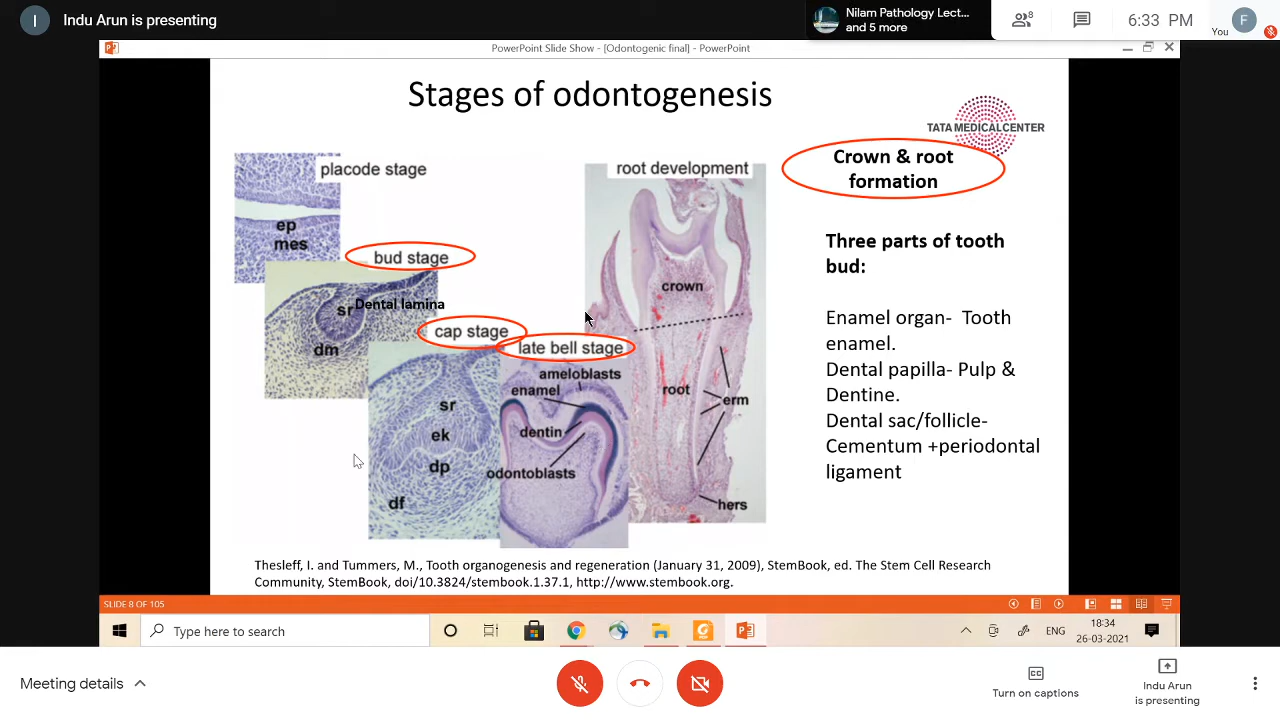 I
Indu Arun is presenting
Nilam Pathology Lect...
and 5 more
8
6:33 PM
F
You
PowerPoint Slide Show - [Odontogenic final] - PowerPoint
Stages of odontogenesis
TATA MEDICAL CENTER
placode stage
ep
mes
bud stage
sr
Dental lamina
dm
cap stage
sr
ek
dp
df
late bell stage
ameloblasts
enamel
dentin
odontoblasts
root development
crown
root
erm
hers
Crown & root
formation
Three parts of tooth
bud:
Enamel organ- Tooth
enamel.
Dental papilla- Pulp &
Dentine.
Dental sac/follicle-
Cementum +periodontal
ligament
Thesleff, I. and Tummers, M., Tooth organogenesis and regeneration (January 31, 2009), StemBook, ed. The Stem Cell Research
Community, StemBook, doi/10.3824/stembook.1.37.1, http://www.stembook.org.
SLIDE 8 OF 105
Type here to search
ENG
18:34
26-03-2021
Meeting details
CC
Turn on captions
Indu Arun
is presenting